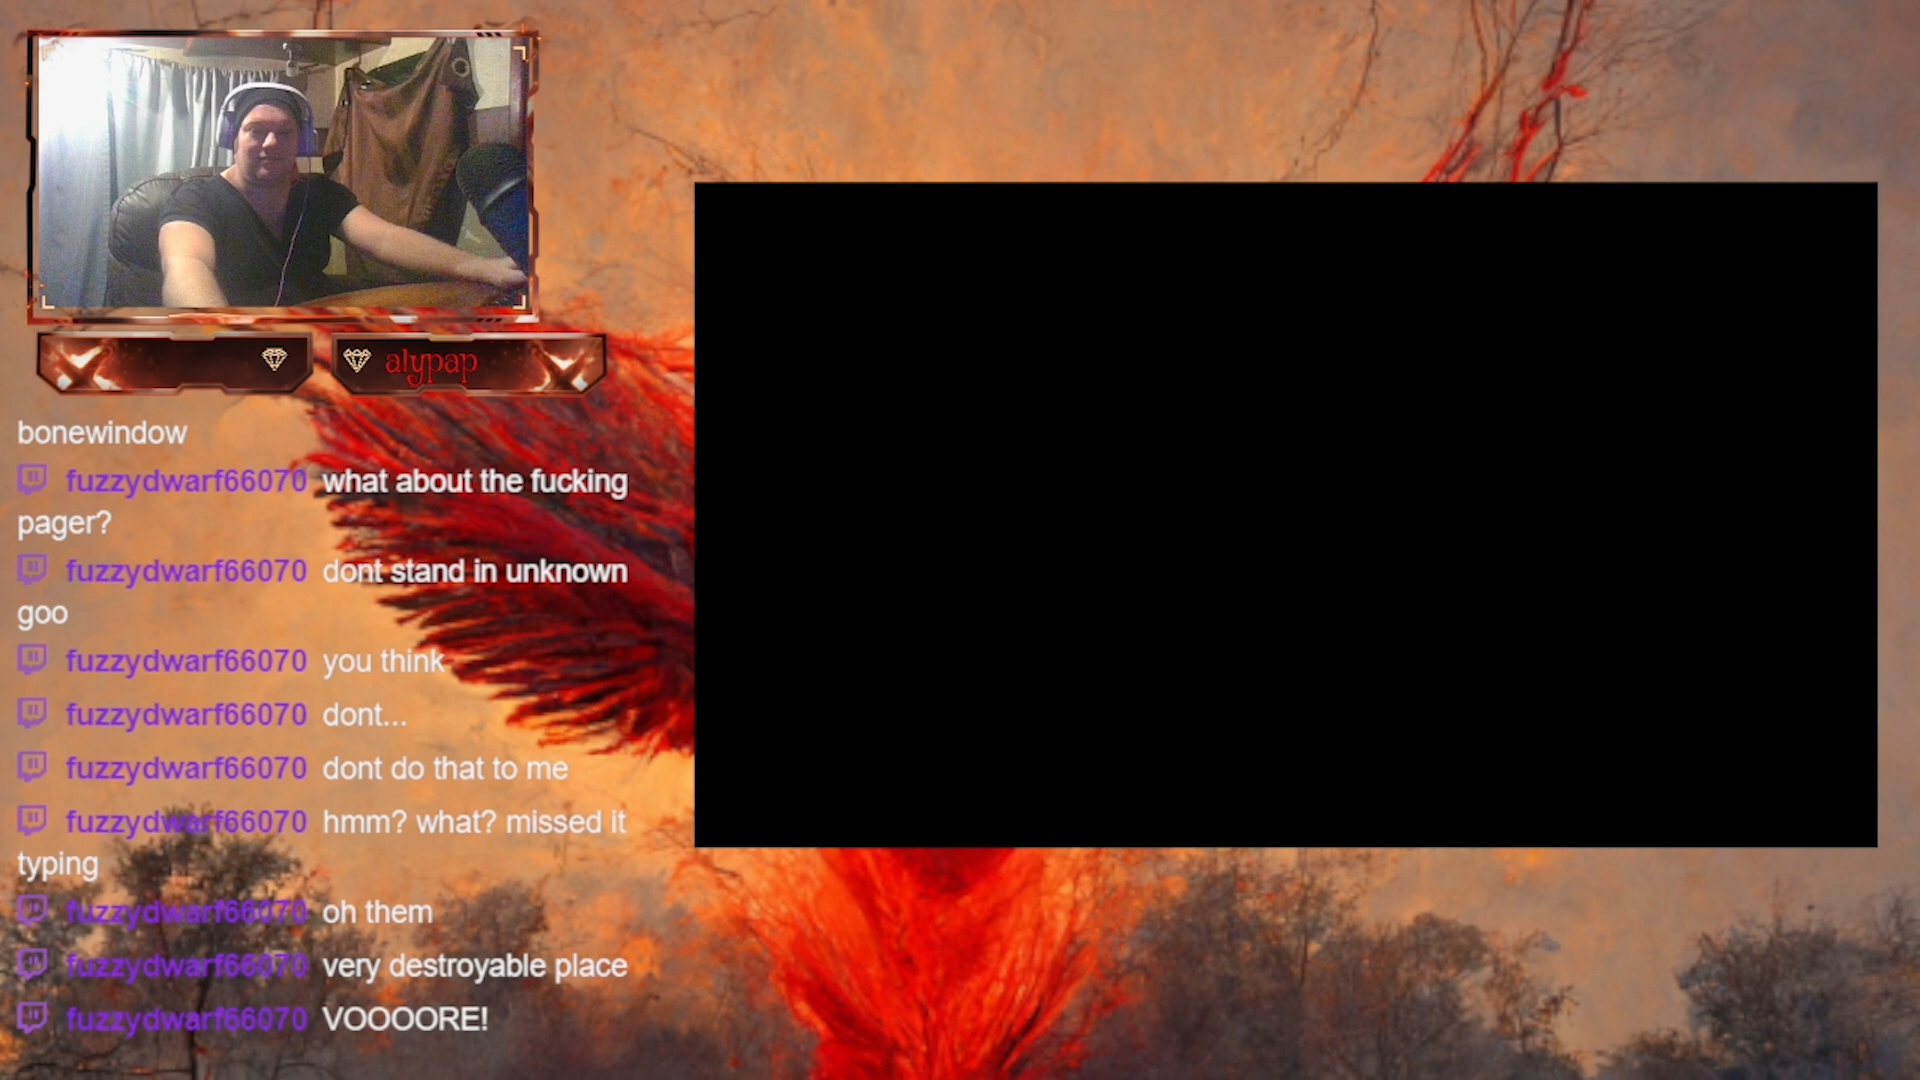 alypap
bonewindow
fuzzydwarf66070 what about the fucking
pager?
fuzzydwarf66070 dont stand in unknown
goo
fuzzydwarf66070 you think
fuzzydwarf66070 dont...
fuzzydwarf66070 dont do that to me
fuzzydwarf66070 hmm? what? missed it
typing
fuzzydwarf66070 oh them
fuzzydwarf66070 very destroyable place
fuzzydwarf66070 VOOOORE!